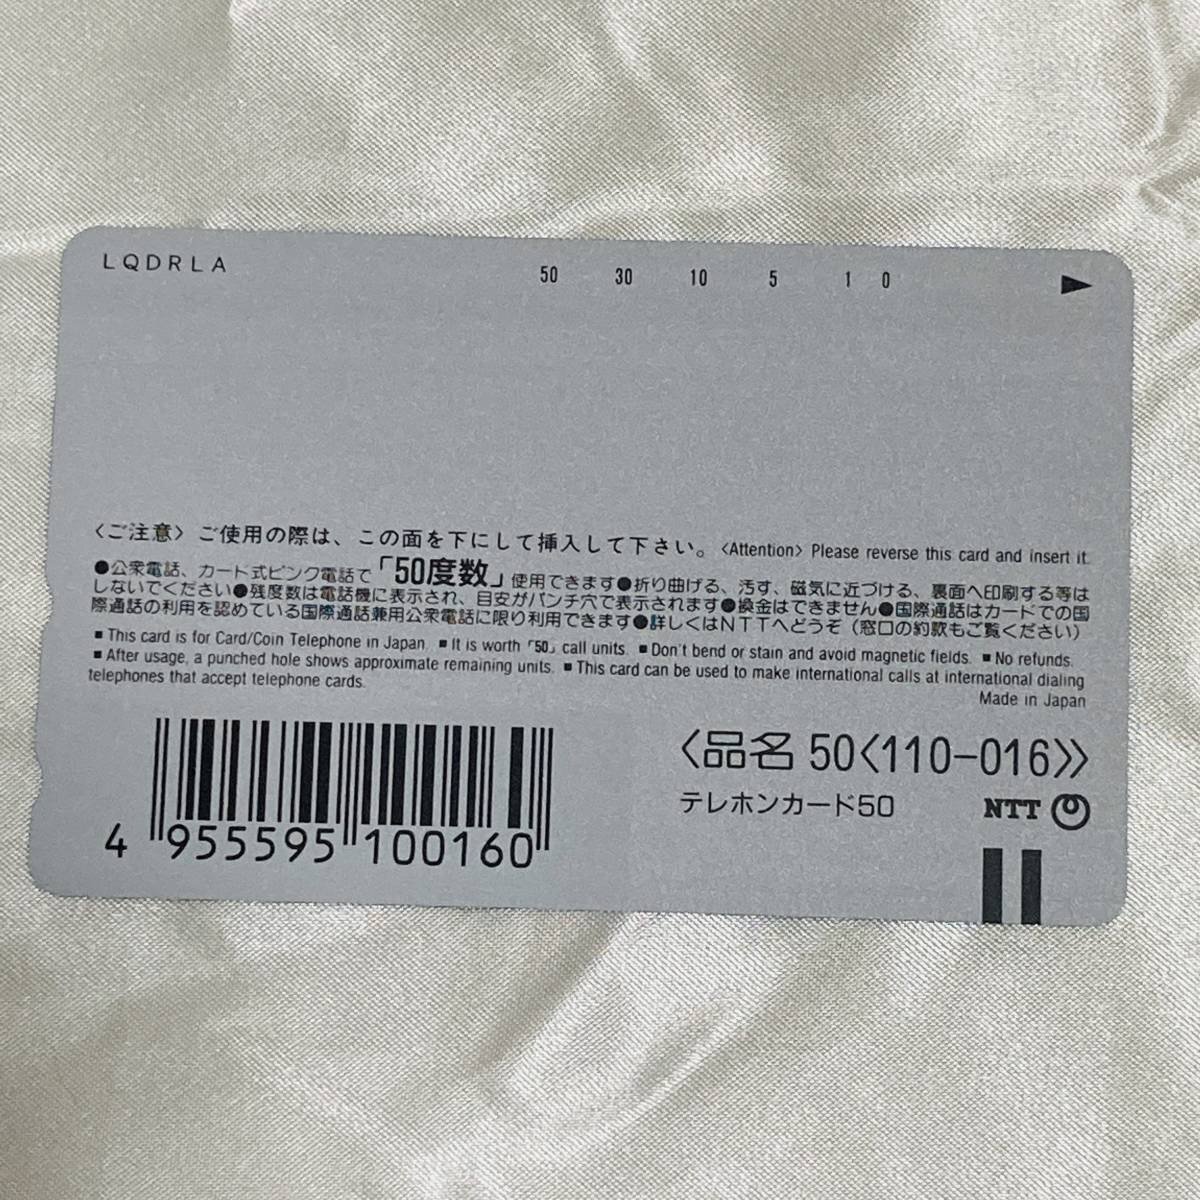 LQDRLA
50 30 10 5 1 0 ▶
〈ご注意〉ご使用の際は、この面を下にして挿入して下さい。〈Attention〉Please reverse this card and insert it.
●公衆電話、カード式ピンク電話で「50度数」使用できます●折り曲げる、汚す、磁気に近づける、裏面へ印刷する等は
しないでください●残度数は電話機に表示され、目安がパンチ穴で表示されます●換金はできません●国際通話はカードでの国
際通話の利用を認めている国際通話兼用公衆電話に限り利用できます●詳しくはNTTへどうぞ（窓口の約款もご覧ください）
■This card is for Card/Coin Telephone in Japan. ■It is worth「50」call units. ■Don't bend or stain and avoid magnetic fields. ■No refunds.
■After usage, a punched hole shows approximate remaining units. ■This card can be used to make international calls at international dialing
telephones that accept telephone cards.
Made in Japan
〈品名 50〈110-016〉〉
テレホンカード50
NTT
4 955595 100160